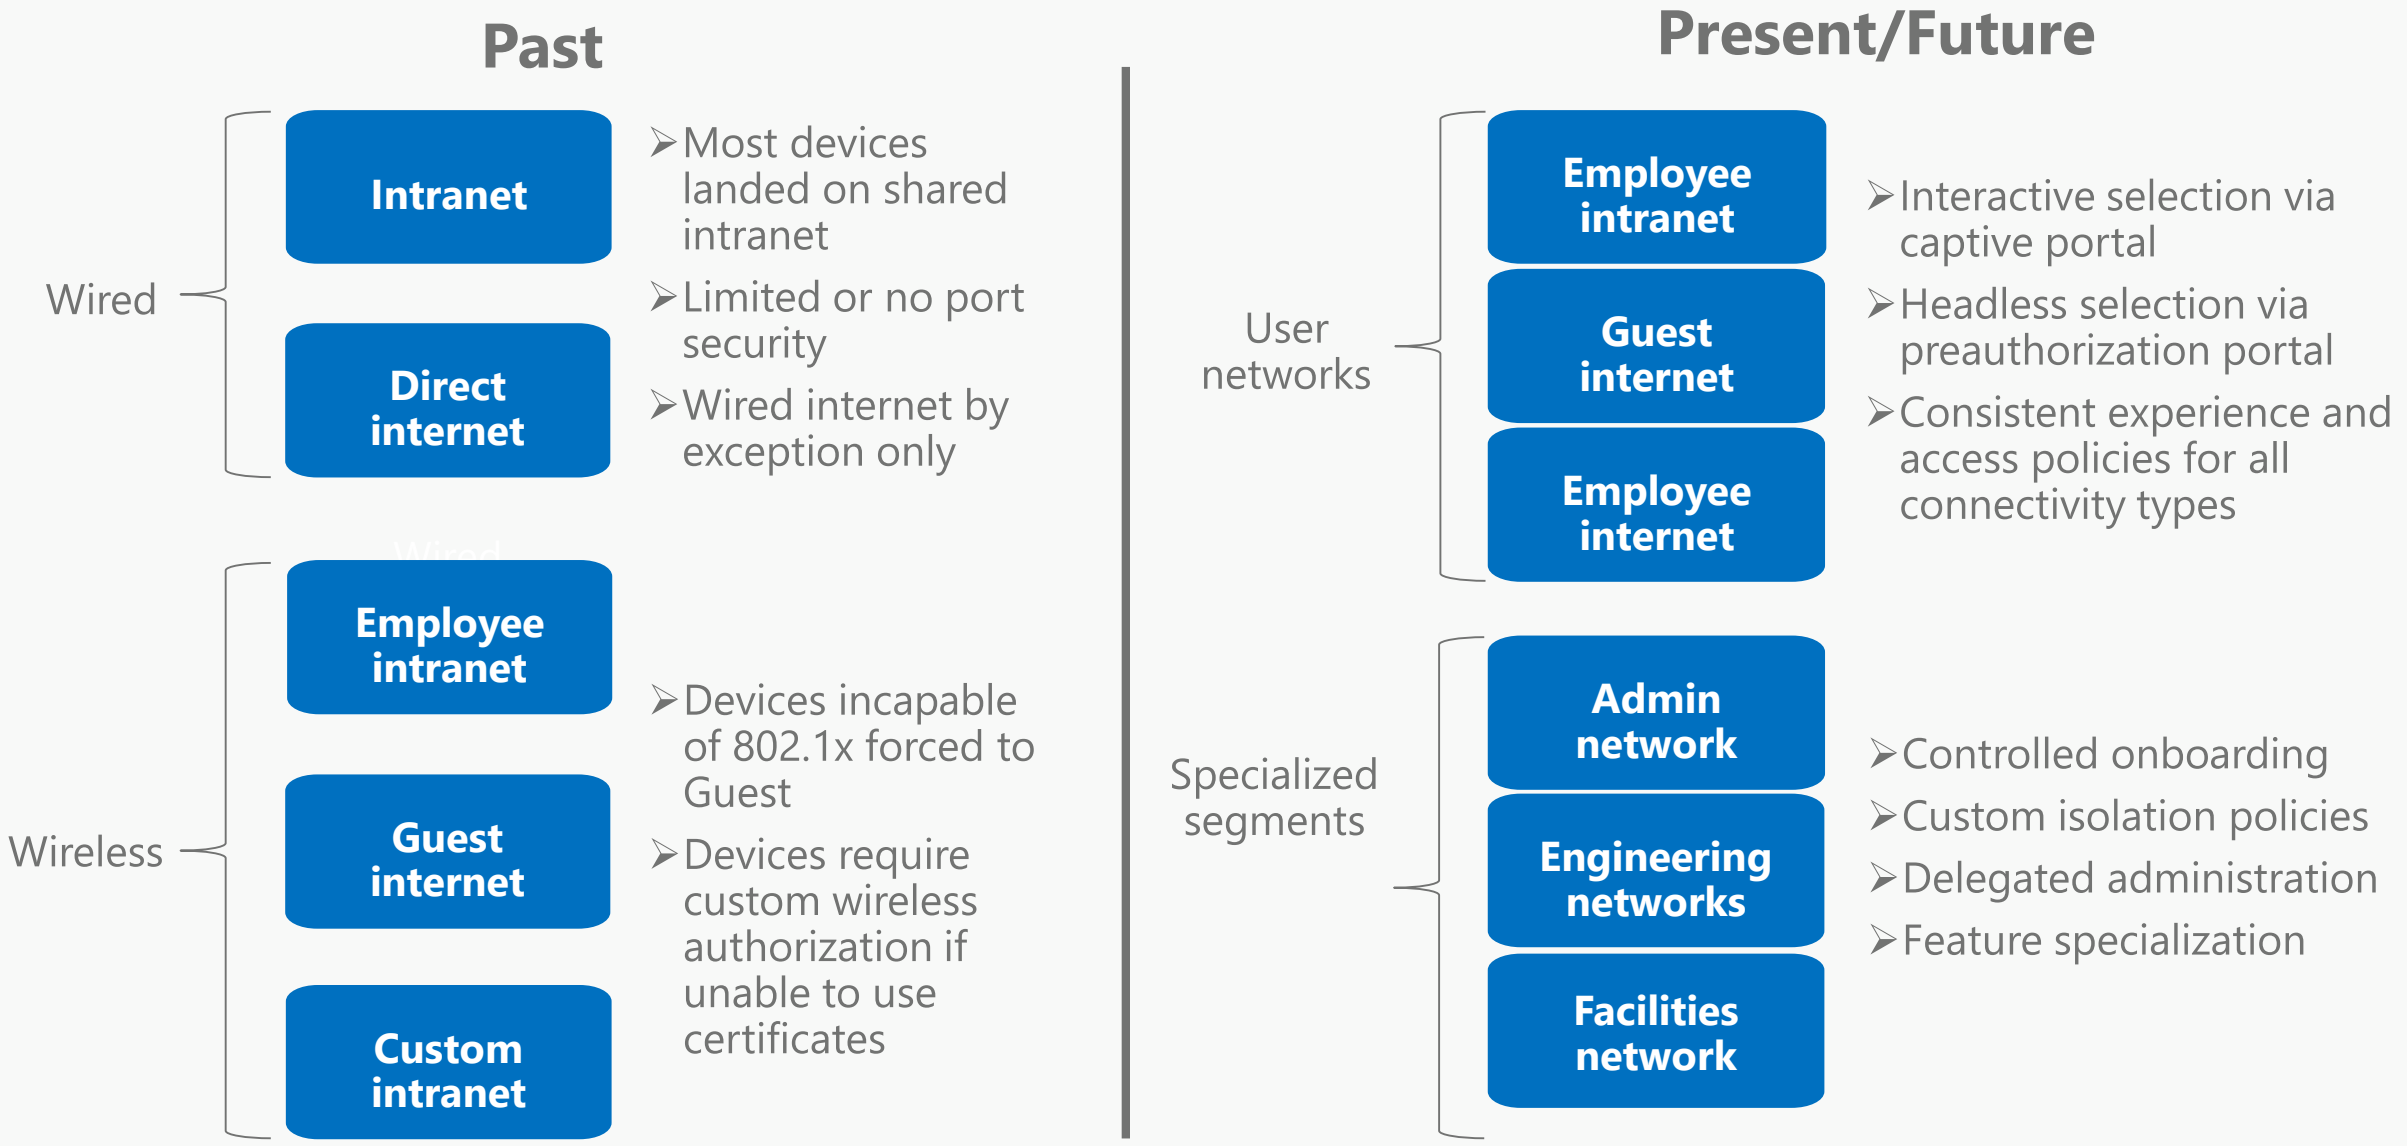 Past
Wired
Intranet
Direct
internet
➢Most devices
landed on shared
intranet
➢Limited or no port
security
➢Wired internet by
exception only
Wired
Wireless
Employee
intranet
Guest
internet
Custom
intranet
➢Devices incapable
of 802.1x forced to
Guest
➢Devices require
custom wireless
authorization if
unable to use
certificates
Present/Future
User
networks
Employee
intranet
Guest
internet
Employee
internet
➢Interactive selection via
captive portal
➢Headless selection via
preauthorization portal
➢Consistent experience and
access policies for all
connectivity types
Specialized
segments
Admin
network
Engineering
networks
Facilities
network
➢Controlled onboarding
➢Custom isolation policies
➢Delegated administration
➢Feature specialization